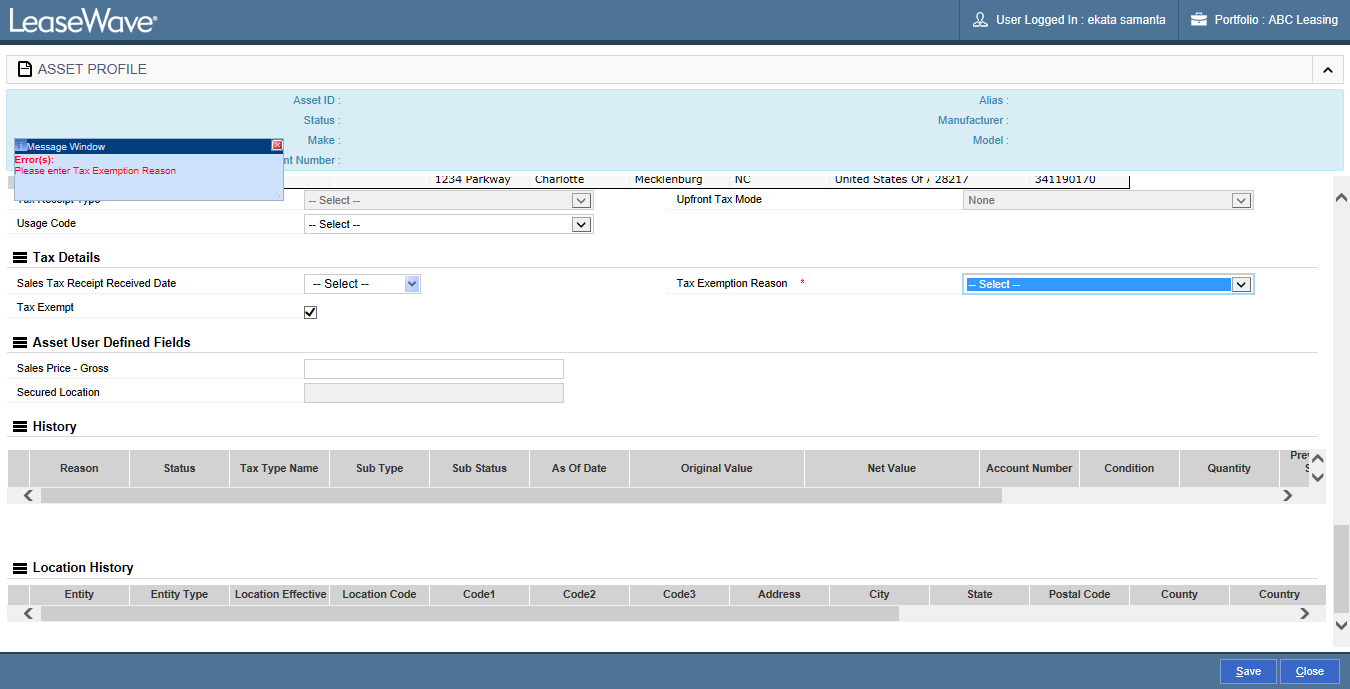 LeaseWave®
User Logged In : ekata samanta
Portfolio : ABC Leasing
ASSET PROFILE
Asset ID :
Alias :
Status :
Manufacturer :
Make :
Model :
nt Number :
Message Window
Error(s):
Please enter Tax Exemption Reason
1234 Parkway Charlotte Mecklenburg NC United States Of A 28217 341190170
Tax Receipt Type -- Select -- Upfront Tax Mode None
Usage Code -- Select --
Tax Details
Sales Tax Receipt Received Date -- Select -- Tax Exemption Reason * -- Select --
Tax Exempt
Asset User Defined Fields
Sales Price - Gross
Secured Location
History
Reason Status Tax Type Name Sub Type Sub Status As Of Date Original Value Net Value Account Number Condition Quantity
Location History
Entity Entity Type Location Effective Location Code Code1 Code2 Code3 Address City State Postal Code County Country
Save Close